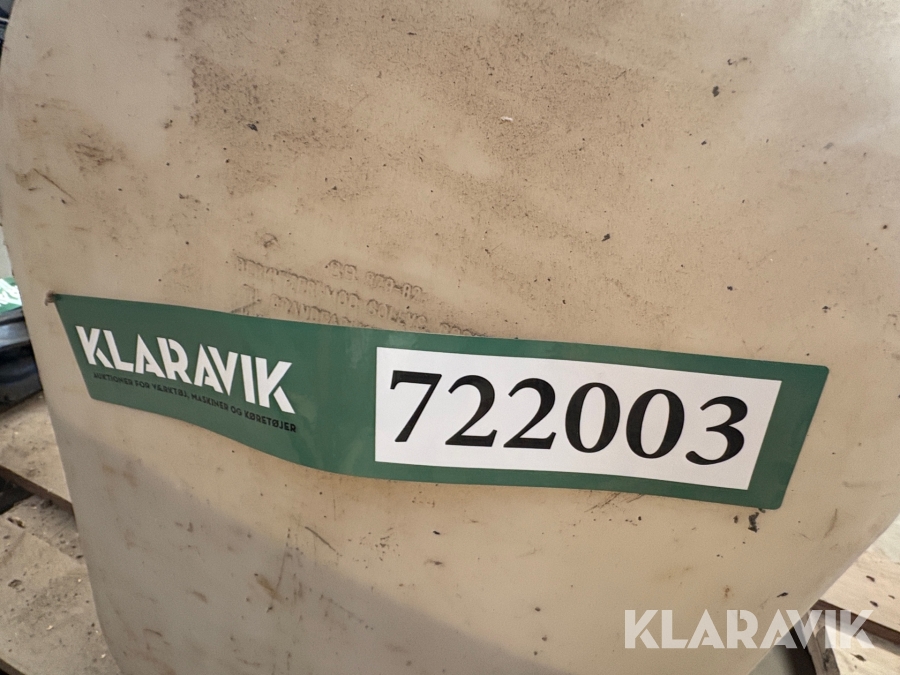 KLARAVIK
AUKTIONER FOR VÆRKTØJ, MASKINER OG KØRETØJER
722003
KLARAVIK